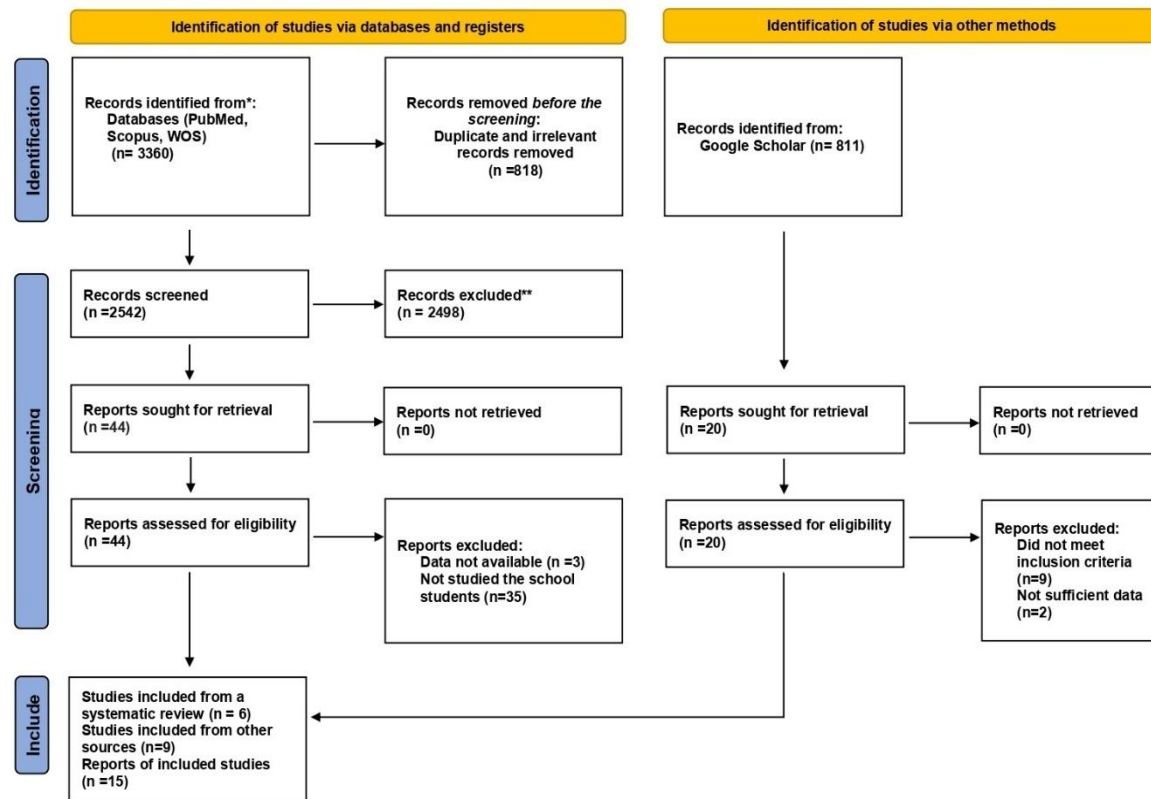 Identification of studies via databases and registers
Identification of studies via other methods
Identification
Records identified from*:
Databases (PubMed,
Scopus, WOS)
(n= 3360)
Records removed before the
screening:
Duplicate and irrelevant
records removed
(n =818)
Records identified from:
Google Scholar (n= 811)
Screening
Records screened
(n =2542)
Records excluded**
(n = 2498)
Reports sought for retrieval
(n =44)
Reports not retrieved
(n =0)
Reports sought for retrieval
(n =20)
Reports not retrieved
(n =0)
Reports assessed for eligibility
(n =44)
Reports excluded:
Data not available (n =3)
Not studied the school
students (n=35)
Reports assessed for eligibility
(n =20)
Reports excluded:
Did not meet
inclusion criteria
(n=9)
Not sufficient data
(n=2)
Include
Studies included from a
systematic review (n = 6)
Studies included from other
sources (n=9)
Reports of included studies
(n =15)